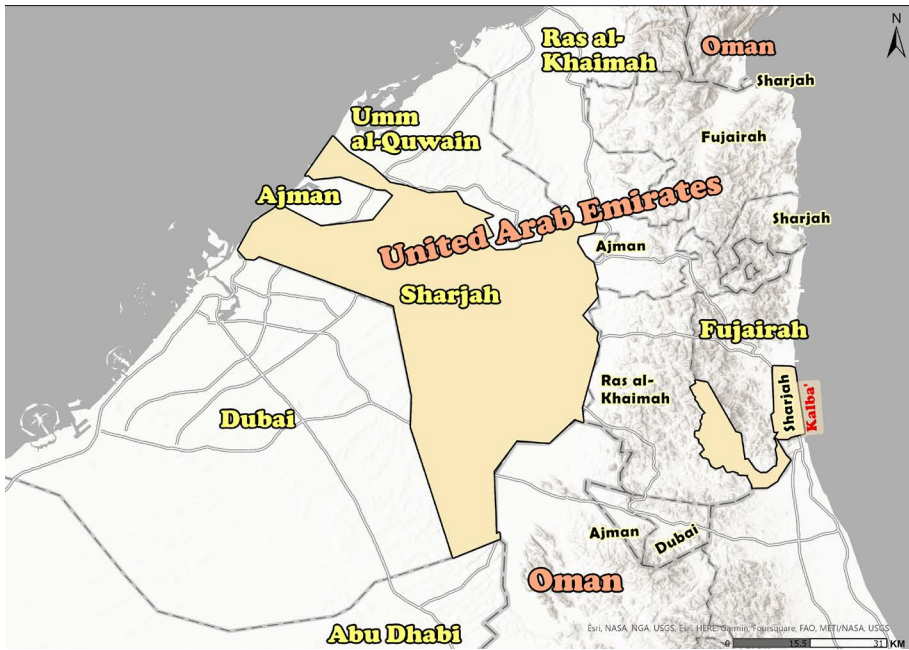 N
Ras al-
Khaimah
Oman
Sharjah
Umm
al-Quwain
Fujairah
Ajman
United Arab Emirates
Sharjah
Ajman
Sharjah
Fujairah
Ras al-
Khaimah
Sharjah
Kalba'
Dubai
Ajman
Dubai
Oman
Abu Dhabi
Esri, NASA, NGA, USGS, Esri, HERE, Garmin, Foursquare, FAO, METI/NASA, USGS
0 15.5 31 KM